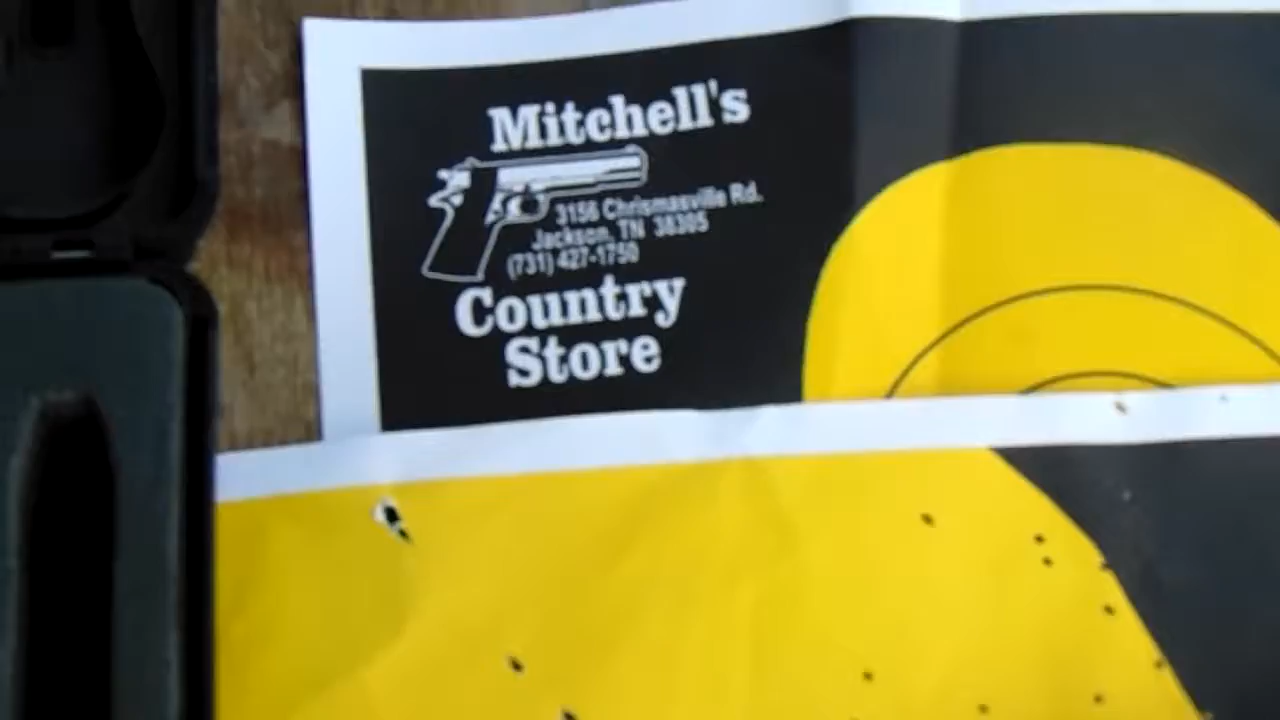 Mitchell's
3156 Chrismasville Rd.
Jackson, TN 38305
(731) 427-1750
Country
Store